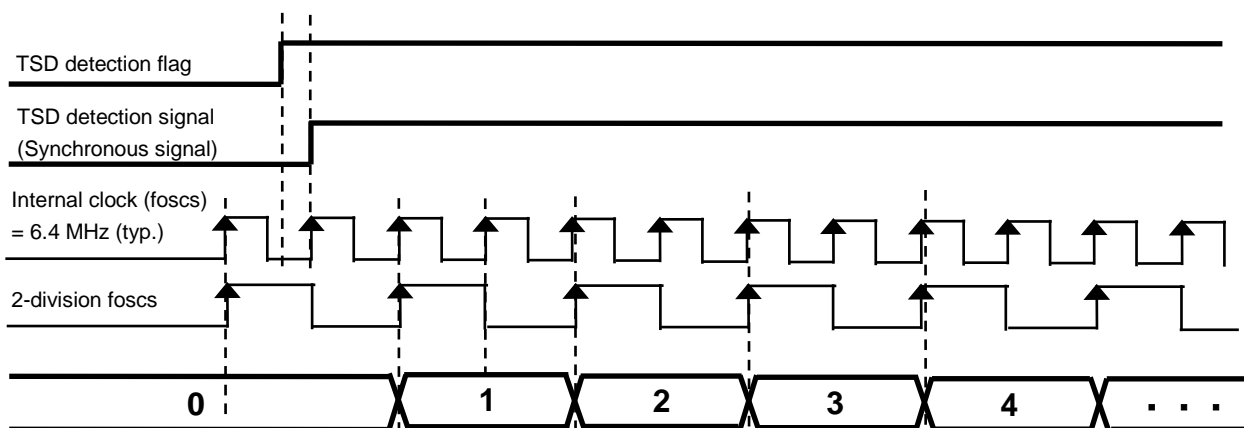 TSD detection flag
TSD detection signal
(Synchronous signal)
Internal clock (foscs)
= 6.4 MHz (typ.)
2-division foscs
0 1 2 3 4 . . .